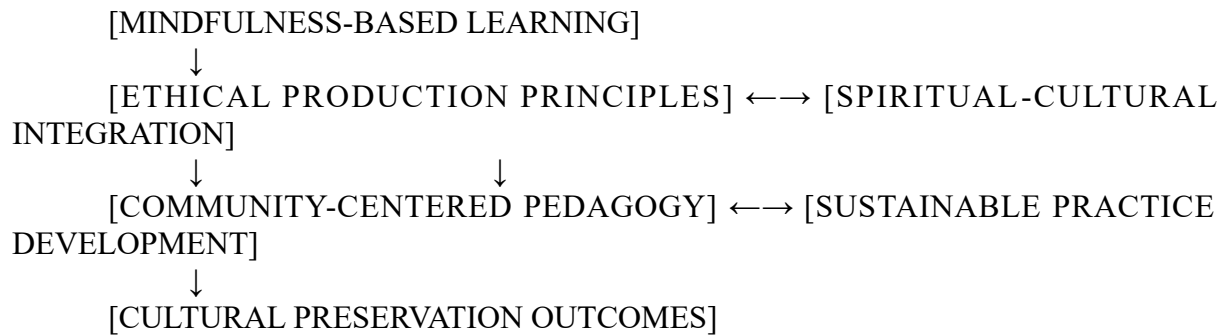 [MINDFULNESS-BASED LEARNING]
↓
[ETHICAL PRODUCTION PRINCIPLES] ←→ [SPIRITUAL-CULTURAL
INTEGRATION]
↓ ↓
[COMMUNITY-CENTERED PEDAGOGY] ←→ [SUSTAINABLE PRACTICE
DEVELOPMENT]
↓
[CULTURAL PRESERVATION OUTCOMES]